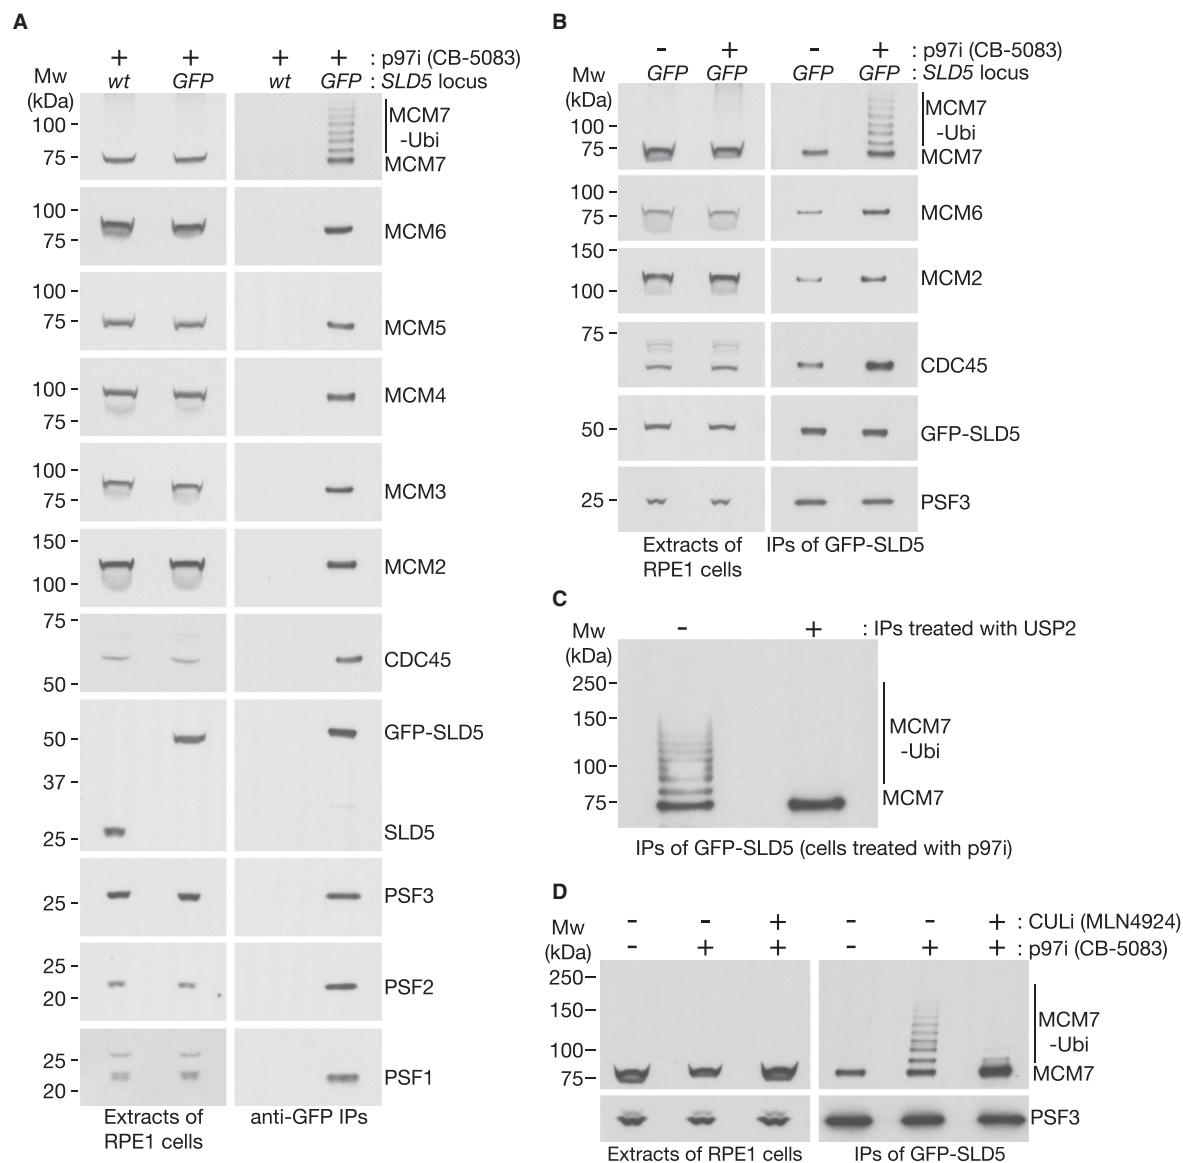 A
+ + + + : p97i (CB-5083)
Mw (kDa)
wt GFP wt GFP : SLD5 locus
100
75
MCM7
-Ubi
MCM7
100
75
MCM6
100
75
MCM5
100
75
MCM4
100
75
MCM3
150
100
MCM2
75
50
CDC45
50
37
25
GFP-SLD5
SLD5
25
PSF3
25
20
PSF2
25
20
PSF1
Extracts of
RPE1 cells
anti-GFP IPs
B
- + - + : p97i (CB-5083)
Mw
(kDa)
GFP GFP GFP GFP : SLD5 locus
100
75
MCM7
-Ubi
MCM7
100
75
MCM6
150
100
MCM2
75
CDC45
50
GFP-SLD5
25
PSF3
Extracts of
RPE1 cells
IPs of GFP-SLD5
C
Mw
(kDa)
- + : IPs treated with USP2
250
150
100
75
MCM7
-Ubi
MCM7
IPs of GFP-SLD5 (cells treated with p97i)
D
Mw
(kDa)
- - + - - + : CULi (MLN4924)
- + + - + + : p97i (CB-5083)
250
150
100
75
MCM7
-Ubi
MCM7
PSF3
Extracts of RPE1 cells
IPs of GFP-SLD5